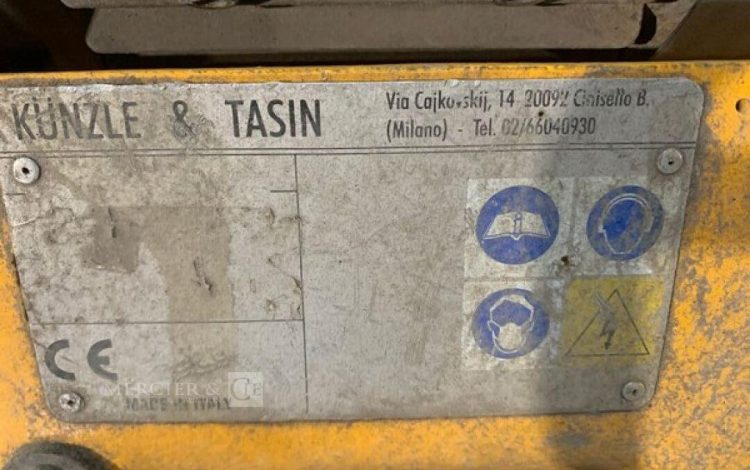 KÜNZLE & TASIN
Via Cajkovskij, 14 20092 Cinisello B.
(Milano) - Tel. 02/66040930
i
CE
MERCIER & Cie
MADE IN ITALY